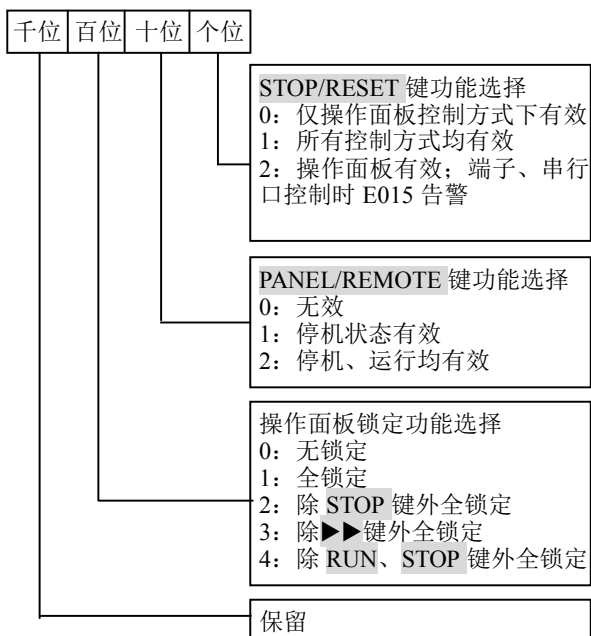 千位 百位 十位 个位
STOP/RESET 键功能选择
0：仅操作面板控制方式下有效
1：所有控制方式均有效
2：操作面板有效；端子、串行
口控制时 E015 告警
PANEL/REMOTE 键功能选择
0：无效
1：停机状态有效
2：停机、运行均有效
操作面板锁定功能选择
0：无锁定
1：全锁定
2：除 STOP 键外全锁定
3：除▶▶键外全锁定
4：除 RUN、STOP 键外全锁定
保留